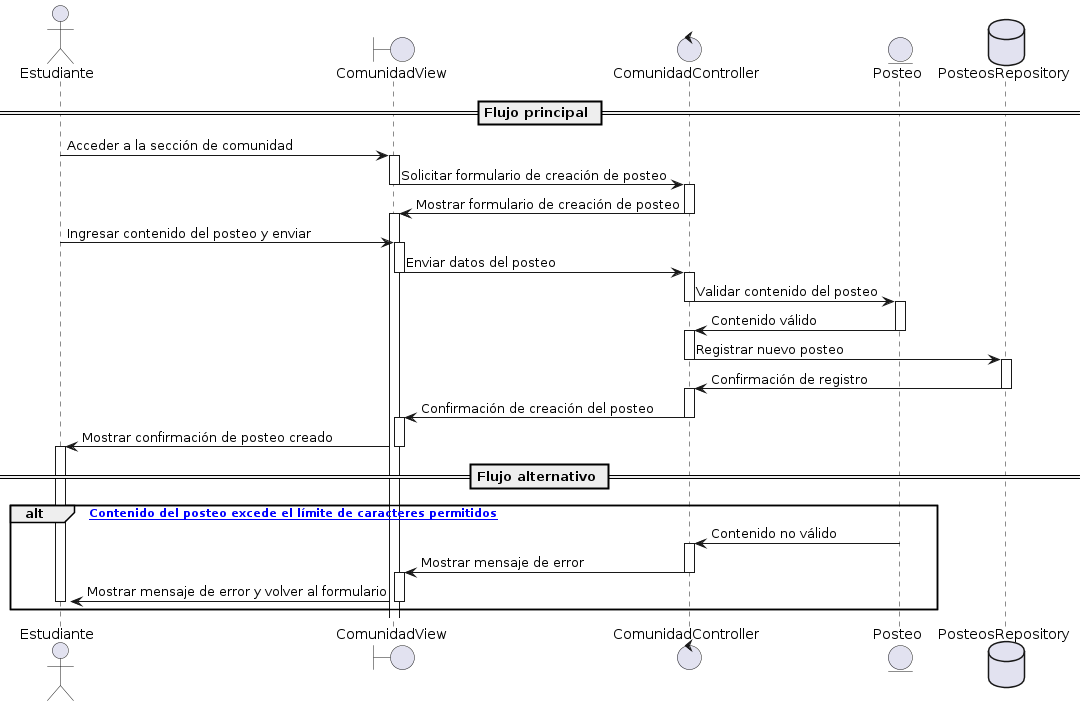 Estudiante
ComunidadView
ComunidadController
Posteo
PosteosRepository
Flujo principal
Acceder a la sección de comunidad
Solicitar formulario de creación de posteo
Mostrar formulario de creación de posteo
Ingresar contenido del posteo y enviar
Enviar datos del posteo
Validar contenido del posteo
Contenido válido
Registrar nuevo posteo
Confirmación de registro
Confirmación de creación del posteo
Mostrar confirmación de posteo creado
Flujo alternativo
alt
Contenido del posteo excede el límite de caracteres permitidos
Contenido no válido
Mostrar mensaje de error
Mostrar mensaje de error y volver al formulario
Estudiante
ComunidadView
ComunidadController
Posteo
PosteosRepository